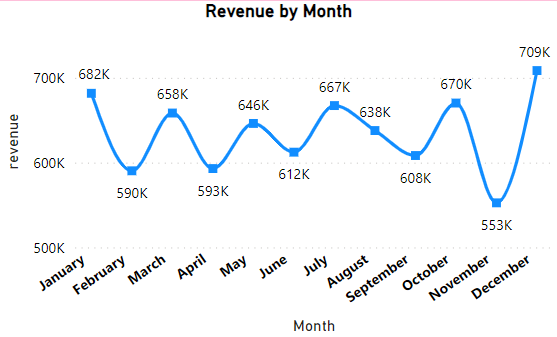 Revenue by Month
709K
700K
682K
658K
646K
667K
638K
670K
revenue
600K
590K
593K
612K
608K
553K
500K
January
February
March
April
May
June
July
August
September
October
November
December
Month